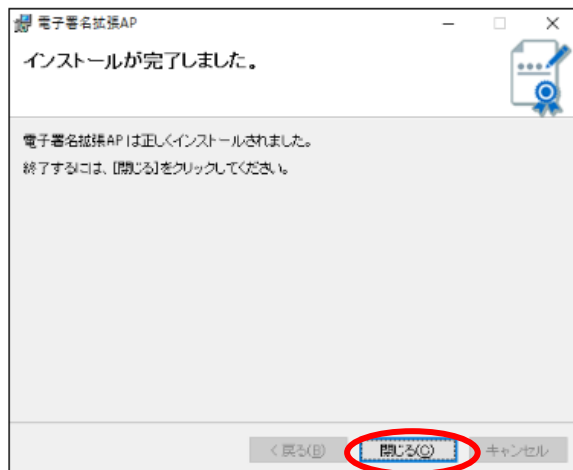 電子署名拡張AP
インストールが完了しました。
電子署名拡張APは正しくインストールされました。
終了するには、[閉じる]をクリックしてください。
< 戻る(B) 閉じる(C) キャンセル